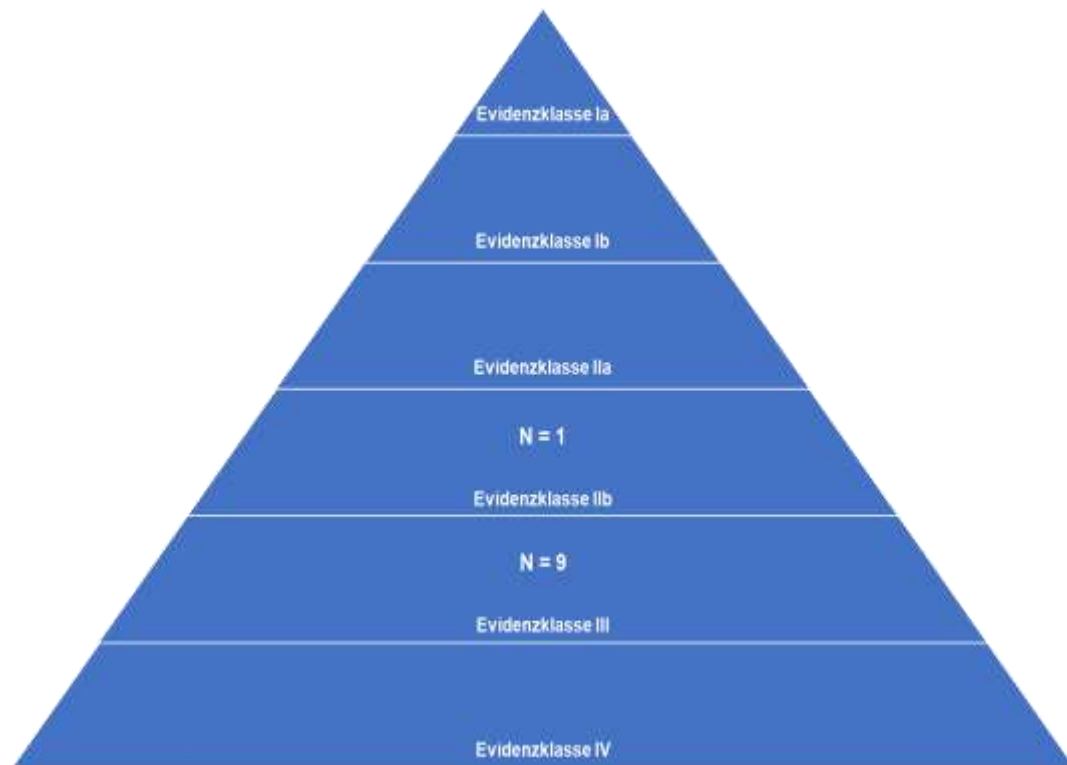 Evidenzklasse Ia
Evidenzklasse Ib
Evidenzklasse IIa
N = 1
Evidenzklasse IIb
N = 9
Evidenzklasse III
Evidenzklasse IV